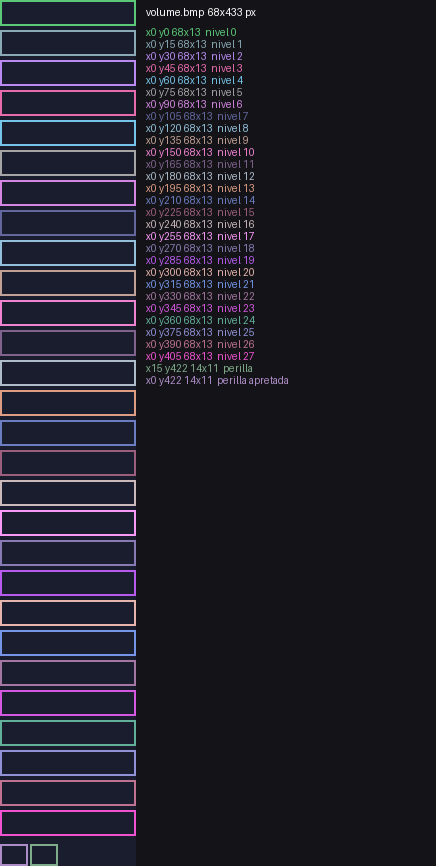 volume.bmp 68x433 px
x0 y0 68x13 nivel 0
x0 y15 68x13 nivel 1
x0 y30 68x13 nivel 2
x0 y45 68x13 nivel 3
x0 y60 68x13 nivel 4
x0 y75 68x13 nivel 5
x0 y90 68x13 nivel 6
x0 y105 68x13 nivel 7
x0 y120 68x13 nivel 8
x0 y135 68x13 nivel 9
x0 y150 68x13 nivel 10
x0 y165 68x13 nivel 11
x0 y180 68x13 nivel 12
x0 y195 68x13 nivel 13
x0 y210 68x13 nivel 14
x0 y225 68x13 nivel 15
x0 y240 68x13 nivel 16
x0 y255 68x13 nivel 17
x0 y270 68x13 nivel 18
x0 y285 68x13 nivel 19
x0 y300 68x13 nivel 20
x0 y315 68x13 nivel 21
x0 y330 68x13 nivel 22
x0 y345 68x13 nivel 23
x0 y360 68x13 nivel 24
x0 y375 68x13 nivel 25
x0 y390 68x13 nivel 26
x0 y405 68x13 nivel 27
x15 y422 14x11 perilla
x0 y422 14x11 perilla apretada